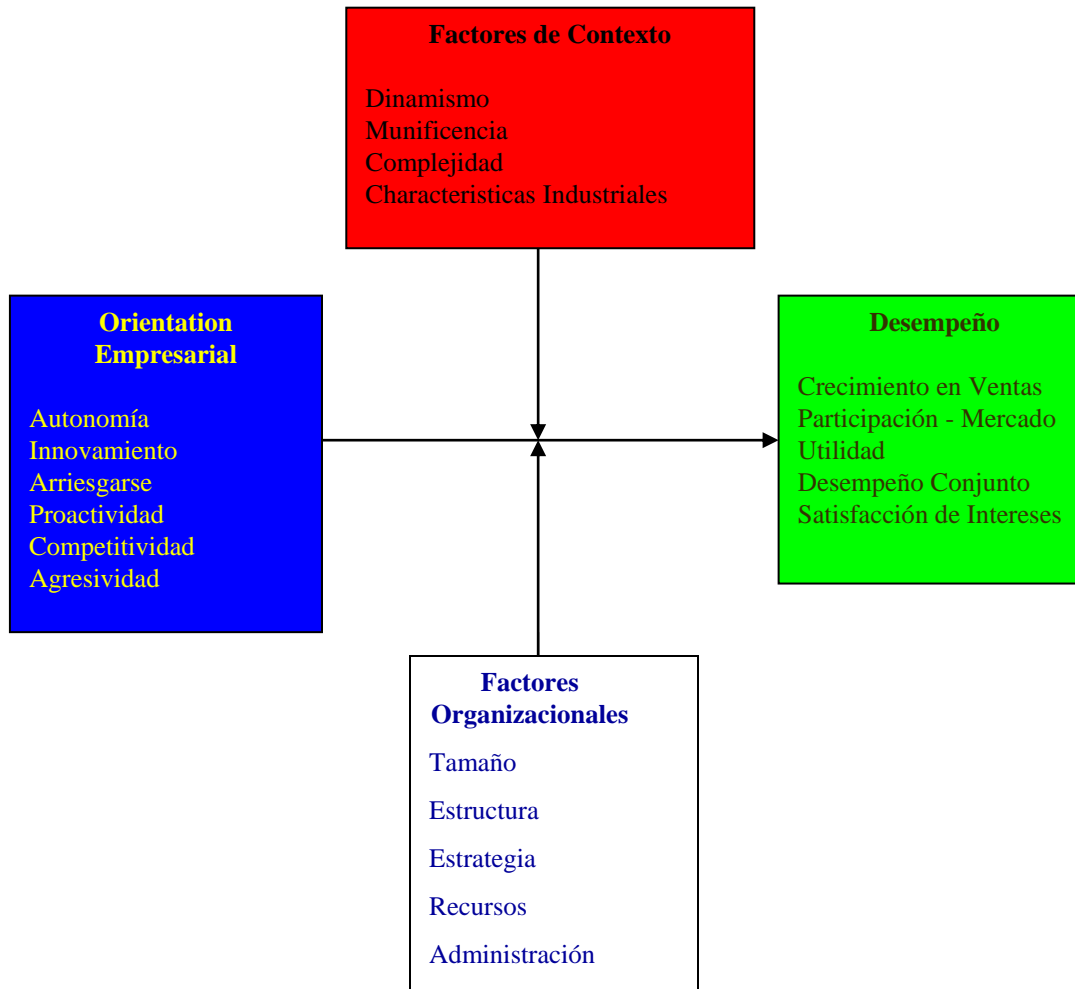 Factores de Contexto
Dinamismo
Munificencia
Complejidad
Characteristicas Industriales
Orientation
Empresarial
Autonomía
Innovamiento
Arriesgarse
Proactividad
Competitividad
Agresividad
Desempeño
Crecimiento en Ventas
Participación - Mercado
Utilidad
Desempeño Conjunto
Satisfacción de Intereses
Factores
Organizacionales
Tamaño
Estructura
Estrategia
Recursos
Administración